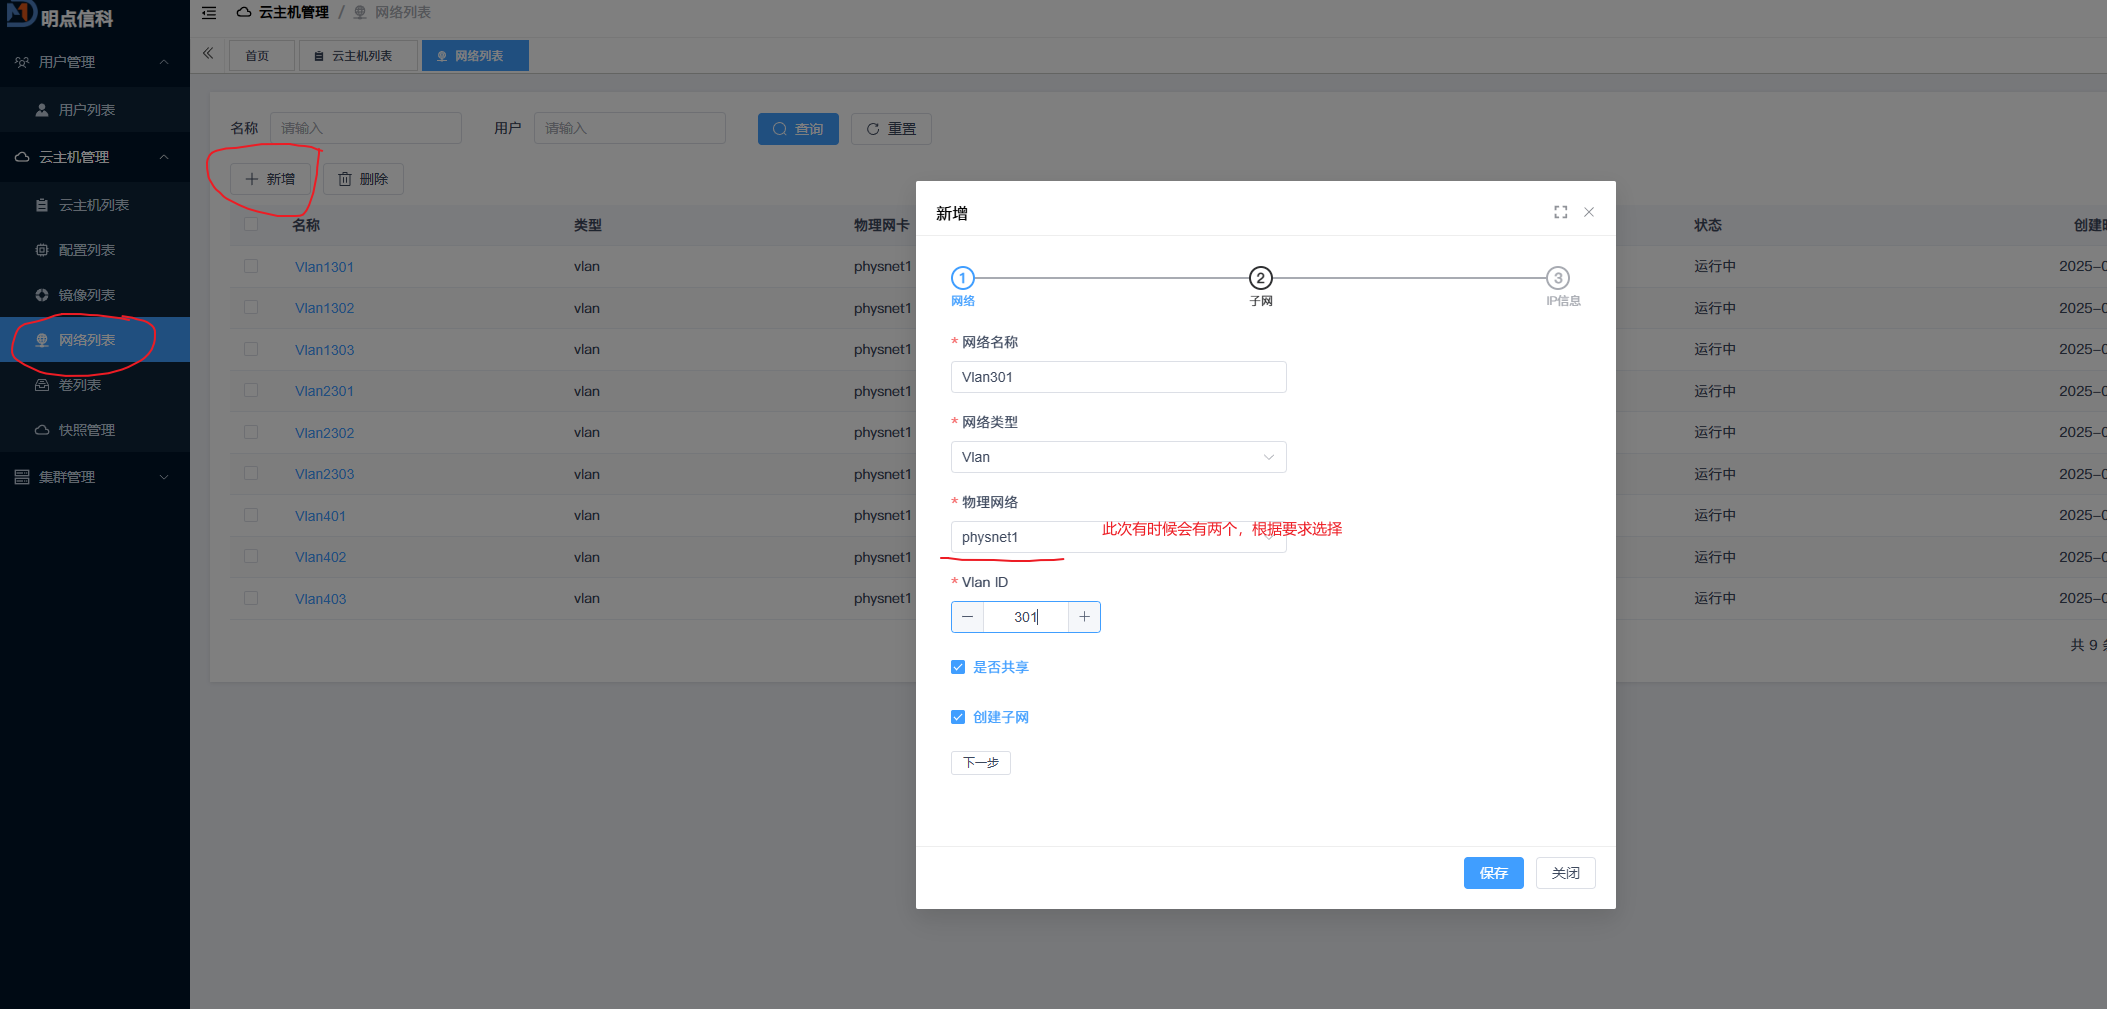 明点信科
云主机管理 / 网络列表
用户管理
首页
云主机列表
网络列表
用户列表
名称 请输入 用户 请输入 查询 重置
云主机管理
新增 删除
云主机列表
配置列表
镜像列表
网络列表
卷列表
快照管理
集群管理
名称 类型 物理网卡 状态
Vlan1301 vlan physnet1 运行中
Vlan1302 vlan physnet1 运行中
Vlan1303 vlan physnet1 运行中
Vlan2301 vlan physnet1 运行中
Vlan2302 vlan physnet1 运行中
Vlan2303 vlan physnet1 运行中
Vlan401 vlan physnet1 运行中
Vlan402 vlan physnet1 运行中
Vlan403 vlan physnet1 运行中
创建
2025-0
2025-0
2025-0
2025-0
2025-0
2025-0
2025-0
2025-0
2025-0
共 9
新增
1 2 3
网络 子网 IP信息
* 网络名称
Vlan301
* 网络类型
Vlan
* 物理网络
physnet1
此次有时候会有两个，根据要求选择
* Vlan ID
301
是否共享
创建子网
下一步
保存 关闭